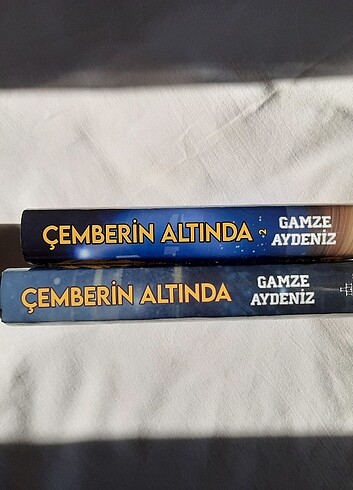 ÇEMBERİN ALTINDA -2
GAMZE
AYDENİZ
ÇEMBERİN ALTINDA
GAMZE
AYDENİZ